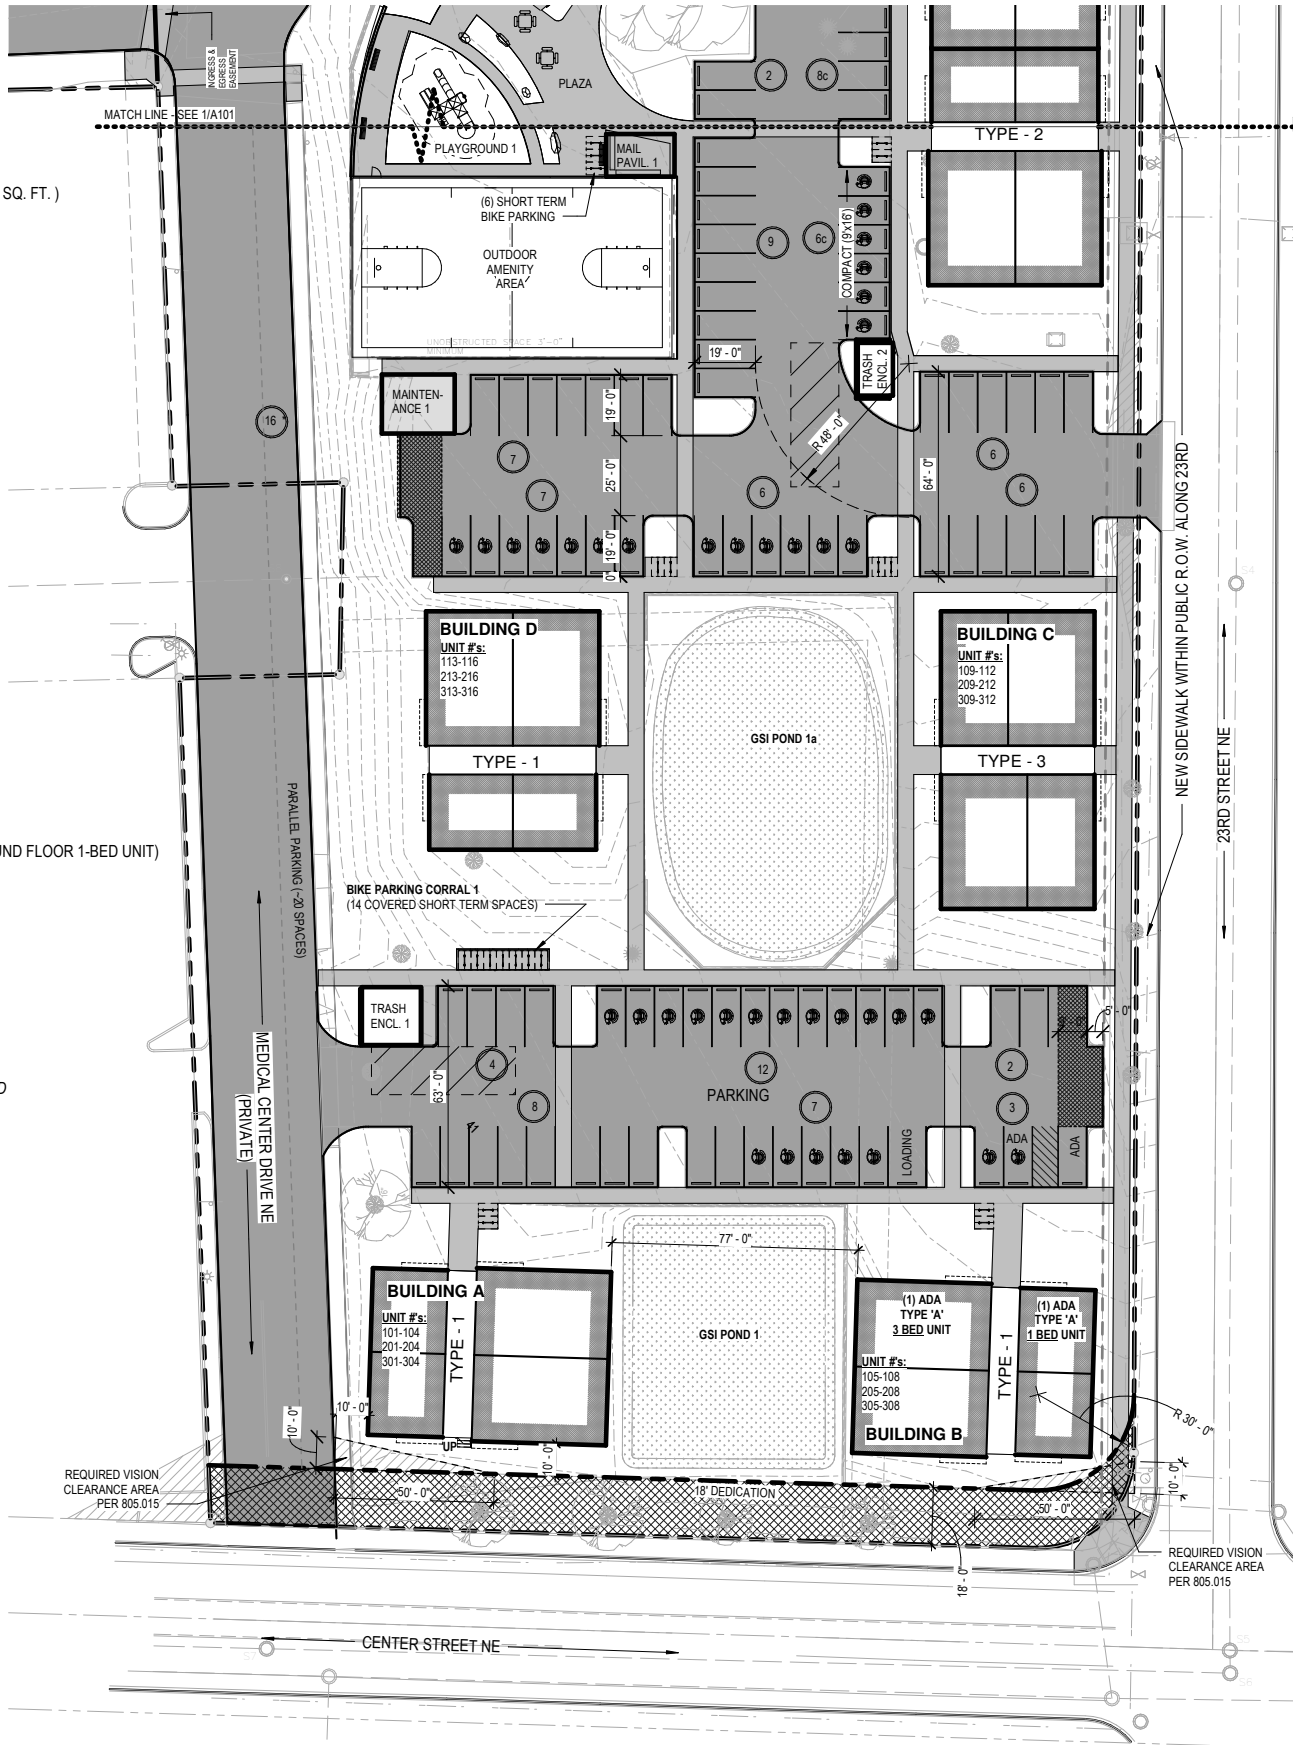 INGRESS &
EGRESS
EASEMENT
MATCH LINE - SEE 1/A101
PLAZA
PLAYGROUND 1
MAIL
PAVIL. 1
2
8c
TYPE - 2
SQ. FT. )
(6) SHORT TERM
BIKE PARKING
OUTDOOR
AMENITY
AREA
UNOBSTRUCTED SPACE 3'-0"
MINIMUM
9
6c
COMPACT (9'x16')
19' - 0"
TRASH
ENCL. 2
MAINTEN-
ANCE 1
16
19' - 0"
25' - 0"
19' - 0"
7
7
6
R 48' - 0"
64' - 0"
6
6
NEW SIDEWALK WITHIN PUBLIC R.O.W. ALONG 23RD
23RD STREET NE
S4
BUILDING D
UNIT #'s:
113-116
213-216
313-316
TYPE - 1
GSI POND 1a
BUILDING C
UNIT #'s:
109-112
209-212
309-312
TYPE - 3
PARALLEL PARKING (~20 SPACES)
UND FLOOR 1-BED UNIT)
BIKE PARKING CORRAL 1
(14 COVERED SHORT TERM SPACES)
TRASH
ENCL. 1
MEDICAL CENTER DRIVE NE
(PRIVATE)
63' - 0"
4
8
12
PARKING
7
LOADING
2
3
ADA
ADA
5' - 0"
D
77' - 0"
BUILDING A
UNIT #'s:
101-104
201-204
301-304
TYPE - 1
UP
GSI POND 1
(1) ADA
TYPE 'A'
3 BED UNIT
(1) ADA
TYPE 'A'
1 BED UNIT
UNIT #'s:
105-108
205-208
305-308
BUILDING B
TYPE - 1
R 30' - 0"
10' - 0"
10' - 0"
10' - 0"
10' - 0"
REQUIRED VISION
CLEARANCE AREA
PER 805.015
50' - 0"
18' DEDICATION
50' - 0"
18' - 0"
REQUIRED VISION
CLEARANCE AREA
PER 805.015
CENTER STREET NE
S7
S5
S6